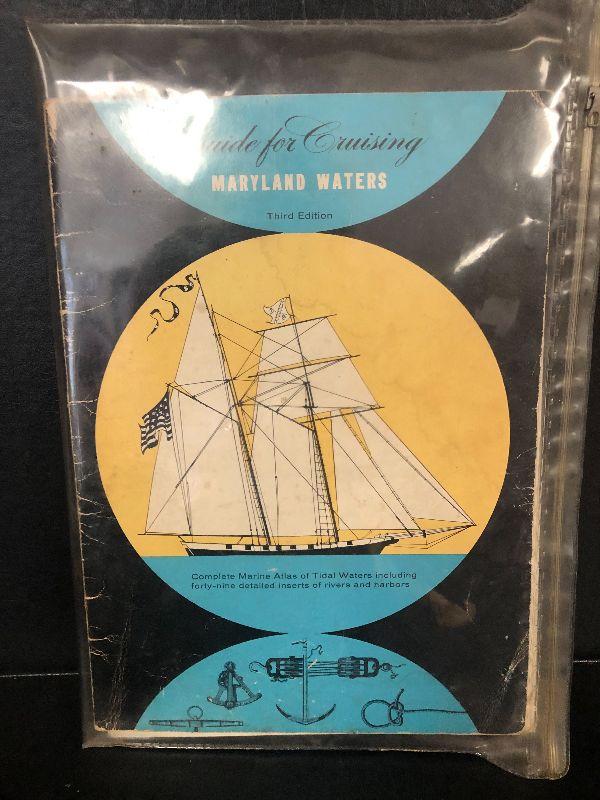 Guide for Cruising
MARYLAND WATERS
Third Edition
Complete Marine Atlas of Tidal Waters including
forty-nine detailed inserts of rivers and harbors